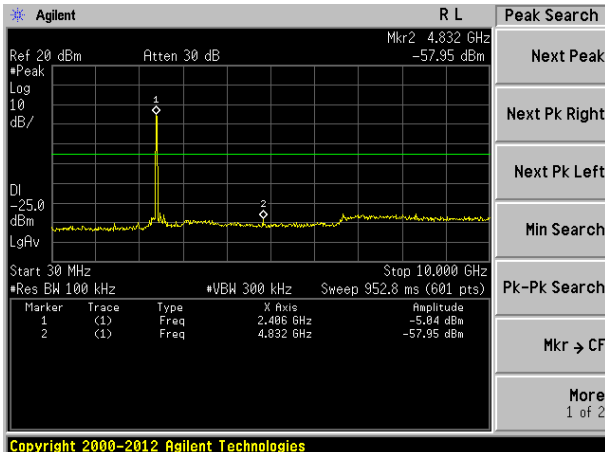 Agilent R L
Mkr2 4.832 GHz
Ref 20 dBm Atten 30 dB -57.95 dBm
#Peak
Log
10
dB/
1
2
DI
-25.0
dBm
LgAv
Start 30 MHz Stop 10.000 GHz
#Res BW 100 kHz #VBW 300 kHz Sweep 952.8 ms (601 pts)
Marker Trace Type X Axis Amplitude
1 (1) Freq 2.406 GHz -5.04 dBm
2 (1) Freq 4.832 GHz -57.95 dBm
Copyright 2000-2012 Agilent Technologies
Peak Search
Next Peak
Next Pk Right
Next Pk Left
Min Search
Pk-Pk Search
Mkr → CF
More
1 of 2